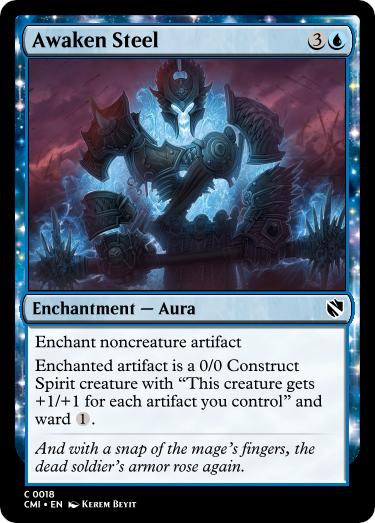 Awaken Steel 3
Enchantment — Aura
Enchant noncreature artifact
Enchanted artifact is a 0/0 Construct
Spirit creature with “This creature gets
+1/+1 for each artifact you control” and
ward 1.
And with a snap of the mage’s fingers, the
dead soldier’s armor rose again.
C 0018
CMI • EN Kerem Beyit